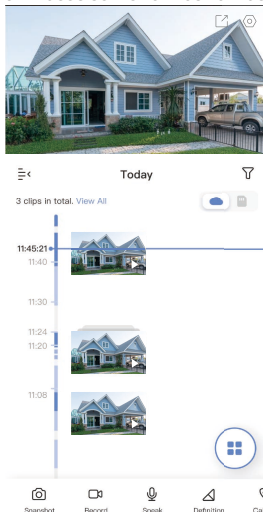 Today
3 clips in total. View All
11:45:21
11:40
11:30
11:24
11:20
11:08
Snapshot Record Speak Definition